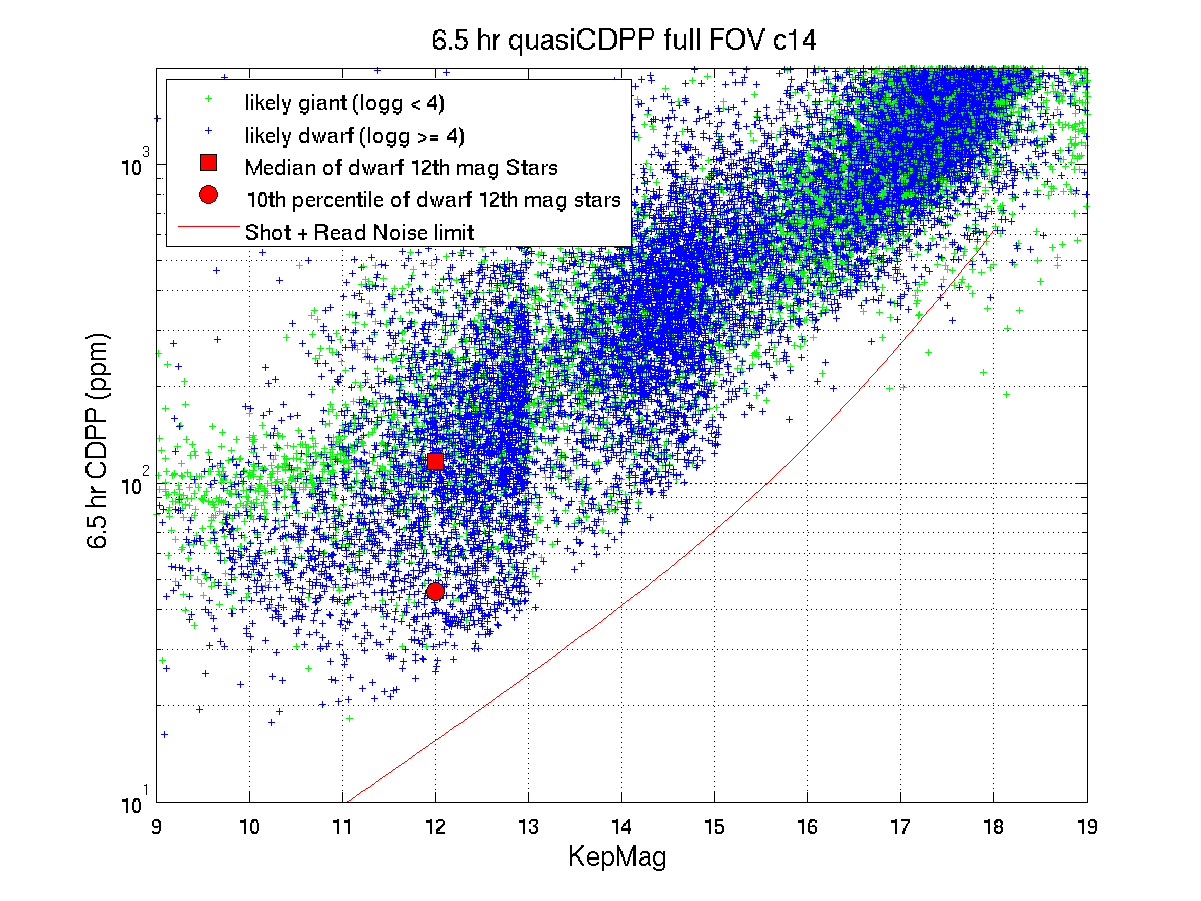 6.5 hr quasiCDPP full FOV c14
likely giant (logg < 4)
likely dwarf (logg >= 4)
Median of dwarf 12th mag Stars
10th percentile of dwarf 12th mag stars
Shot + Read Noise limit
10^3
10^2
10^1
6.5 hr CDPP (ppm)
9 10 11 12 13 14 15 16 17 18 19
KepMag